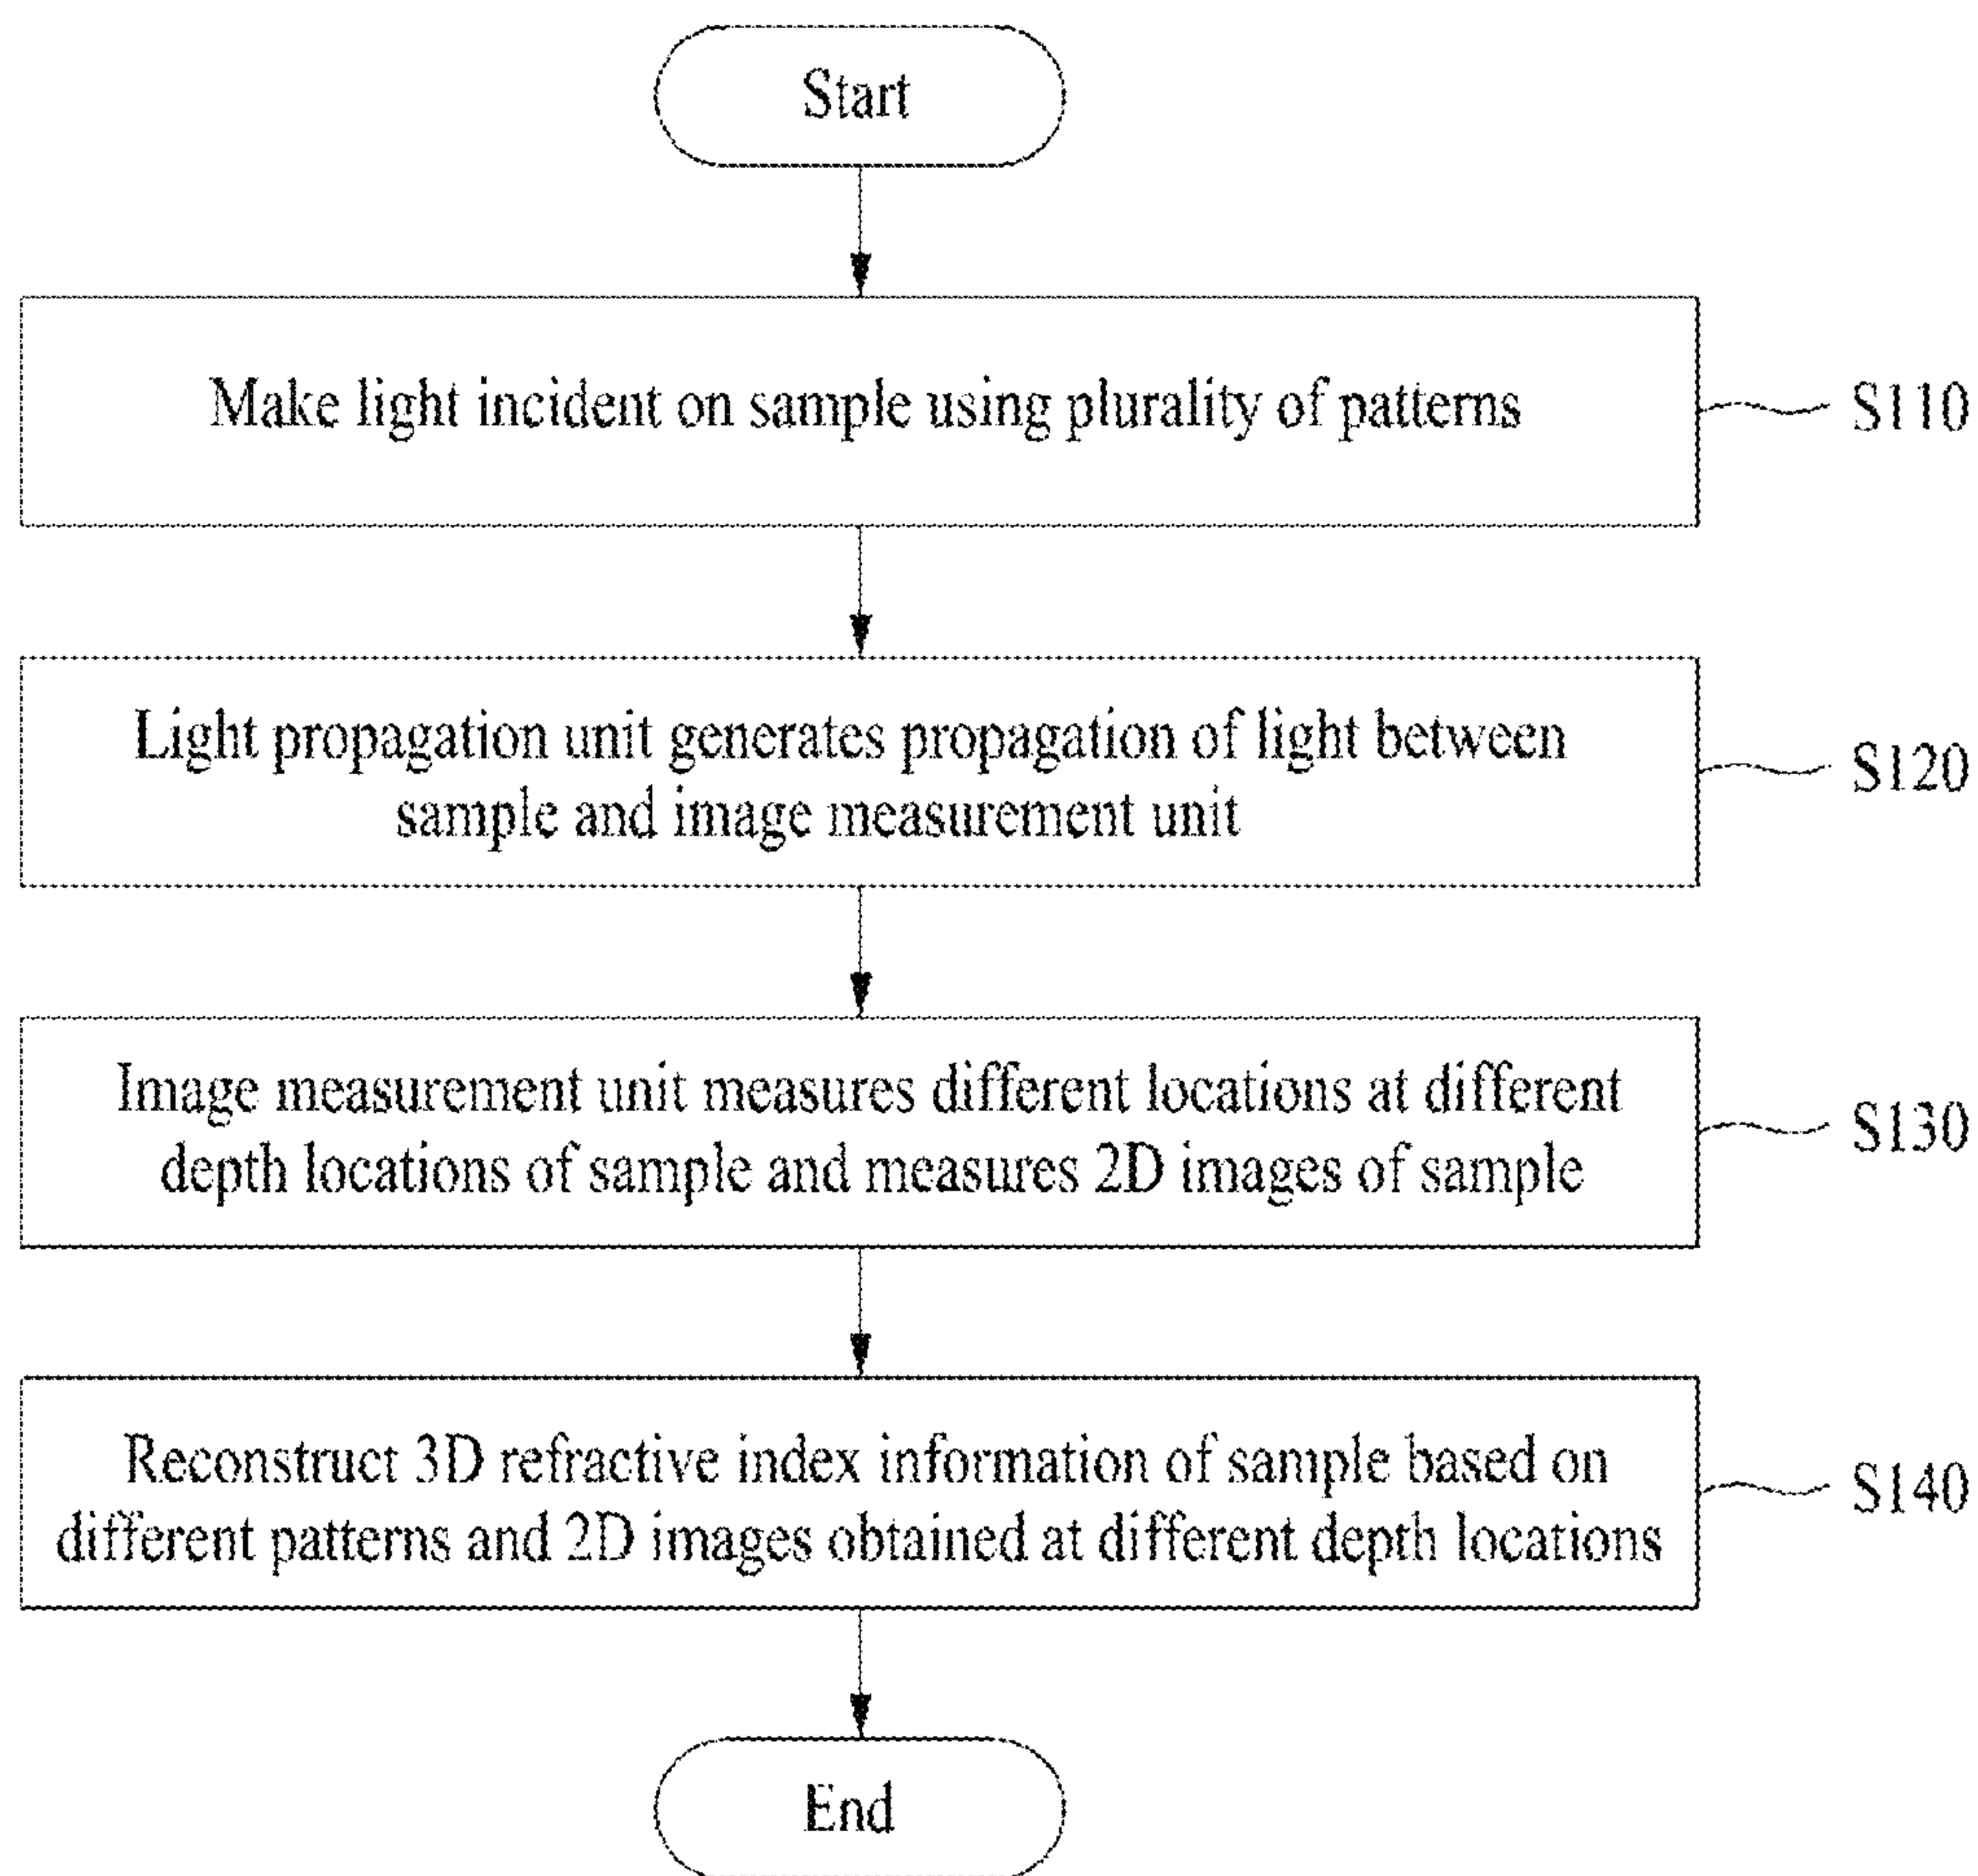 Start
Make light incident on sample using plurality of patterns
S110
Light propagation unit generates propagation of light between
sample and image measurement unit
S120
Image measurement unit measures different locations at different
depth locations of sample and measures 2D images of sample
S130
Reconstruct 3D refractive index information of sample based on
different patterns and 2D images obtained at different depth locations
S140
End